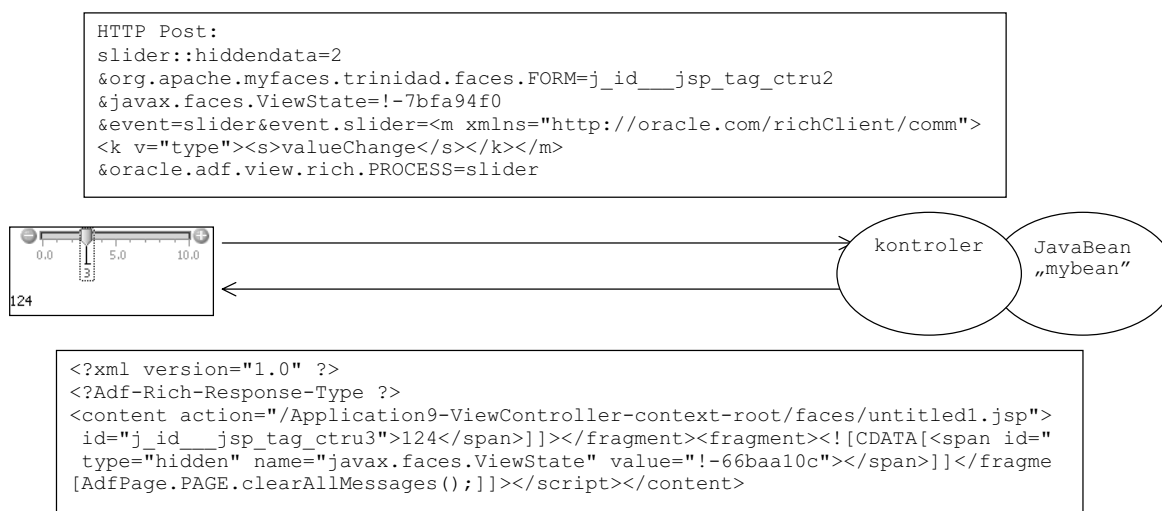 HTTP Post:
slider::hiddendata=2
&org.apache.myfaces.trinidad.faces.FORM=j_id___jsp_tag_ctru2
&javax.faces.ViewState=!-7bfa94f0
&event=slider&event.slider=<m xmlns="http://oracle.com/richClient/comm">
<k v="type"><s>valueChange</s></k></m>
&oracle.adf.view.rich.PROCESS=slider
0.0 5.0 10.0
3
124
kontroler
JavaBean
„mybean”
<?xml version="1.0" ?>
<?Adf-Rich-Response-Type ?>
<content action="/Application9-ViewController-context-root/faces/untitled1.jsp">
id="j_id___jsp_tag_ctru3">124</span>]]></fragment><fragment><![CDATA[<span id="
type="hidden" name="javax.faces.ViewState" value="!-66baa10c"></span>]]</fragme
[AdfPage.PAGE.clearAllMessages();]]></script></content>